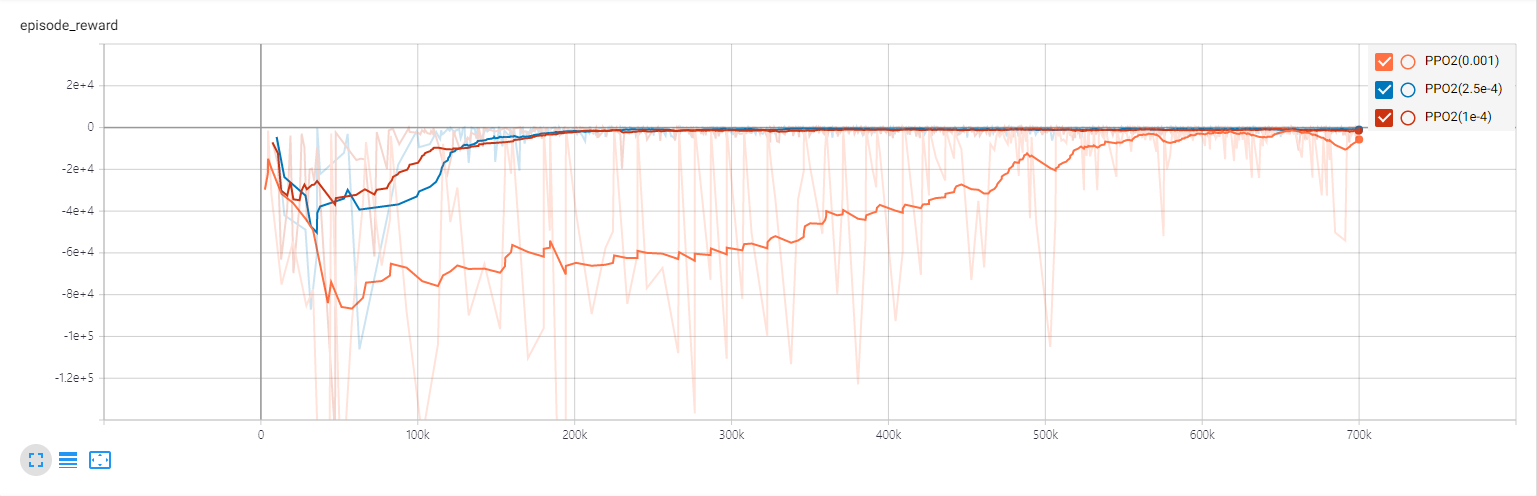 episode_reward
PPO2(0.001)
PPO2(2.5e-4)
PPO2(1e-4)
2e+4
0
-2e+4
-4e+4
-6e+4
-8e+4
-1e+5
-1.2e+5
0 100k 200k 300k 400k 500k 600k 700k